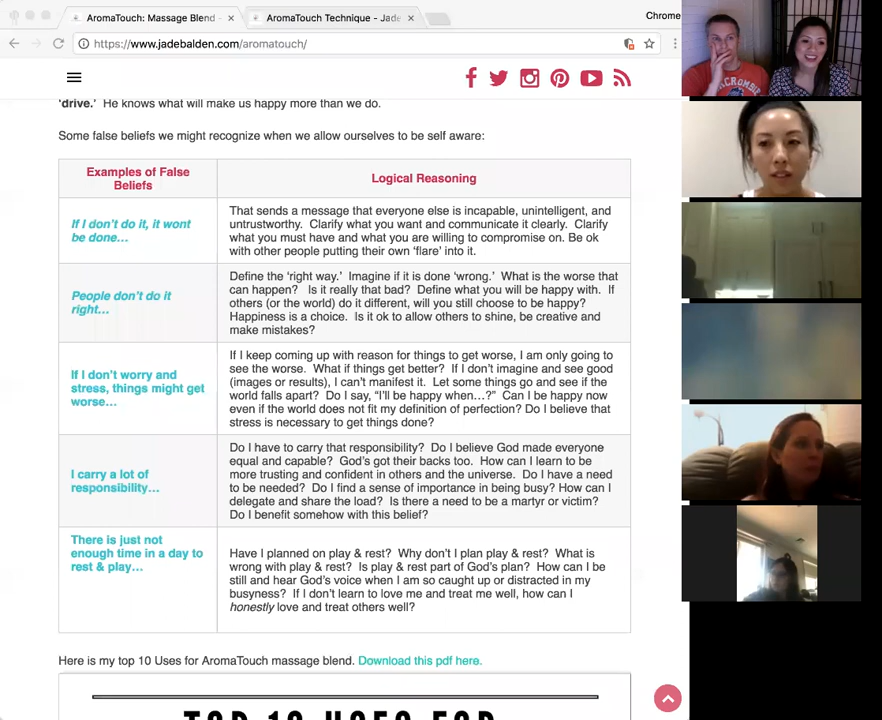 AromaTouch: Massage Blend -
AromaTouch Technique - Jade
Chrome
https://www.jadebalden.com/aromatouch/
'drive.' He knows what will make us happy more than we do.
Some false beliefs we might recognize when we allow ourselves to be self aware:
Examples of False
Beliefs
Logical Reasoning
If I don't do it, it wont
be done…
That sends a message that everyone else is incapable, unintelligent, and
untrustworthy. Clarify what you want and communicate it clearly. Clarify
what you must have and what you are willing to compromise on. Be ok
with other people putting their own 'flare' into it.
People don't do it
right…
Define the 'right way.' Imagine if it is done 'wrong.' What is the worse that
can happen? Is it really that bad? Define what you will be happy with. If
others (or the world) do it different, will you still choose to be happy?
Happiness is a choice. Is it ok to allow others to shine, be creative and
make mistakes?
If I don't worry and
stress, things might get
worse…
If I keep coming up with reason for things to get worse, I am only going to
see the worse. What if things get better? If I don't imagine and see good
(images or results), I can't manifest it. Let some things go and see if the
world falls apart? Do I say, "I'll be happy when…?" Can I be happy now
even if the world does not fit my definition of perfection? Do I believe that
stress is necessary to get things done?
I carry a lot of
responsibility…
Do I have to carry that responsibility? Do I believe God made everyone
equal and capable? God's got their backs too. How can I learn to be
more trusting and confident in others and the universe. Do I have a need
to be needed? Do I find a sense of importance in being busy? How can I
delegate and share the load? Is there a need to be a martyr or victim?
Do I benefit somehow with this belief?
There is just not
enough time in a day to
rest & play…
Have I planned on play & rest? Why don't I plan play & rest? What is
wrong with play & rest? Is play & rest part of God's plan? How can I be
still and hear God's voice when I am so caught up or distracted in my
busyness? If I don't learn to love me and treat me well, how can I
honestly love and treat others well?
Here is my top 10 Uses for AromaTouch massage blend. Download this pdf here.
TOP 10 USES FOR